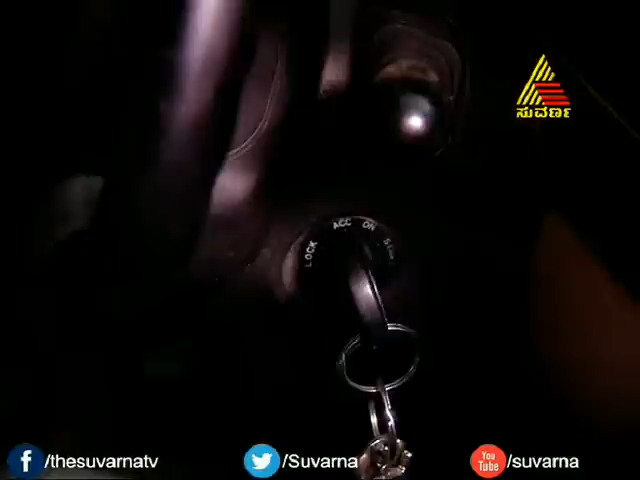 ಸುವರ್ಣ
LOCK ACC ON
f /thesuvarnatv /Suvarna You Tube /suvarna